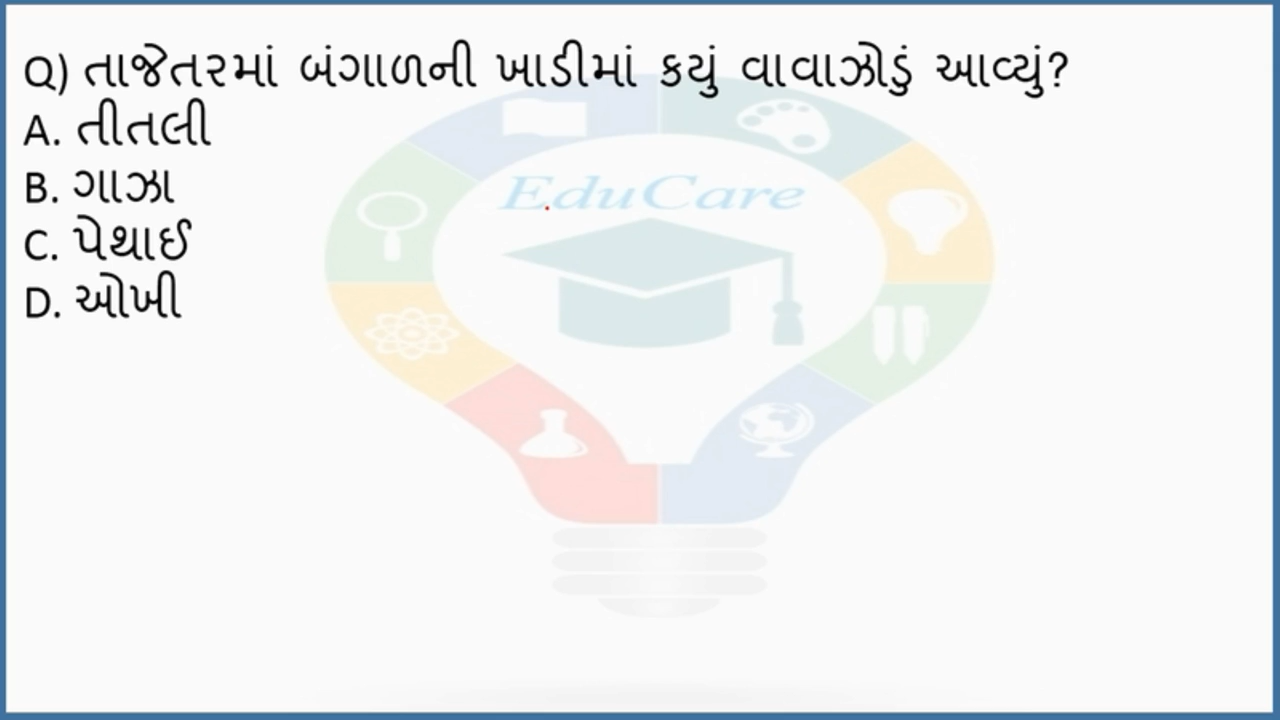 Q) તાજેતરમાં બંગાળની ખાડીમાં કયું વાવાઝોડું આવ્યું?
A. તીતલી
B. ગાઝા
C. પેથાઈ
D. ઓખી
EduCare